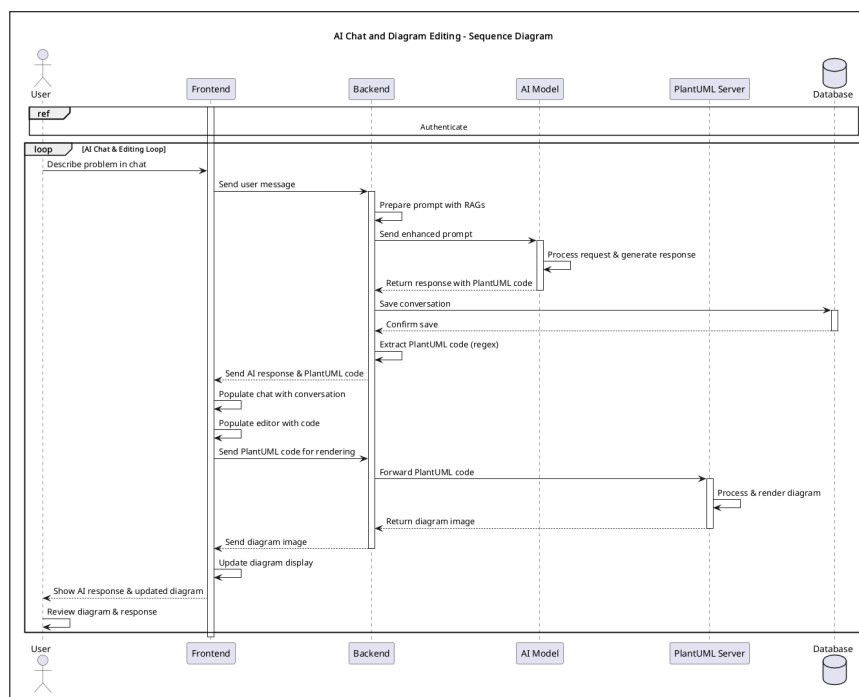 AI Chat and Diagram Editing - Sequence Diagram
User
Frontend
Backend
AI Model
PlantUML Server
Database
ref
Authenticate
loop [AI Chat & Editing Loop]
Describe problem in chat
Send user message
Prepare prompt with RAGs
Send enhanced prompt
Process request & generate response
Return response with PlantUML code
Save conversation
Confirm save
Extract PlantUML code (regex)
Send AI response & PlantUML code
Populate chat with conversation
Populate editor with code
Send PlantUML code for rendering
Forward PlantUML code
Process & render diagram
Return diagram image
Send diagram image
Update diagram display
Show AI response & updated diagram
Review diagram & response
User
Frontend
Backend
AI Model
PlantUML Server
Database